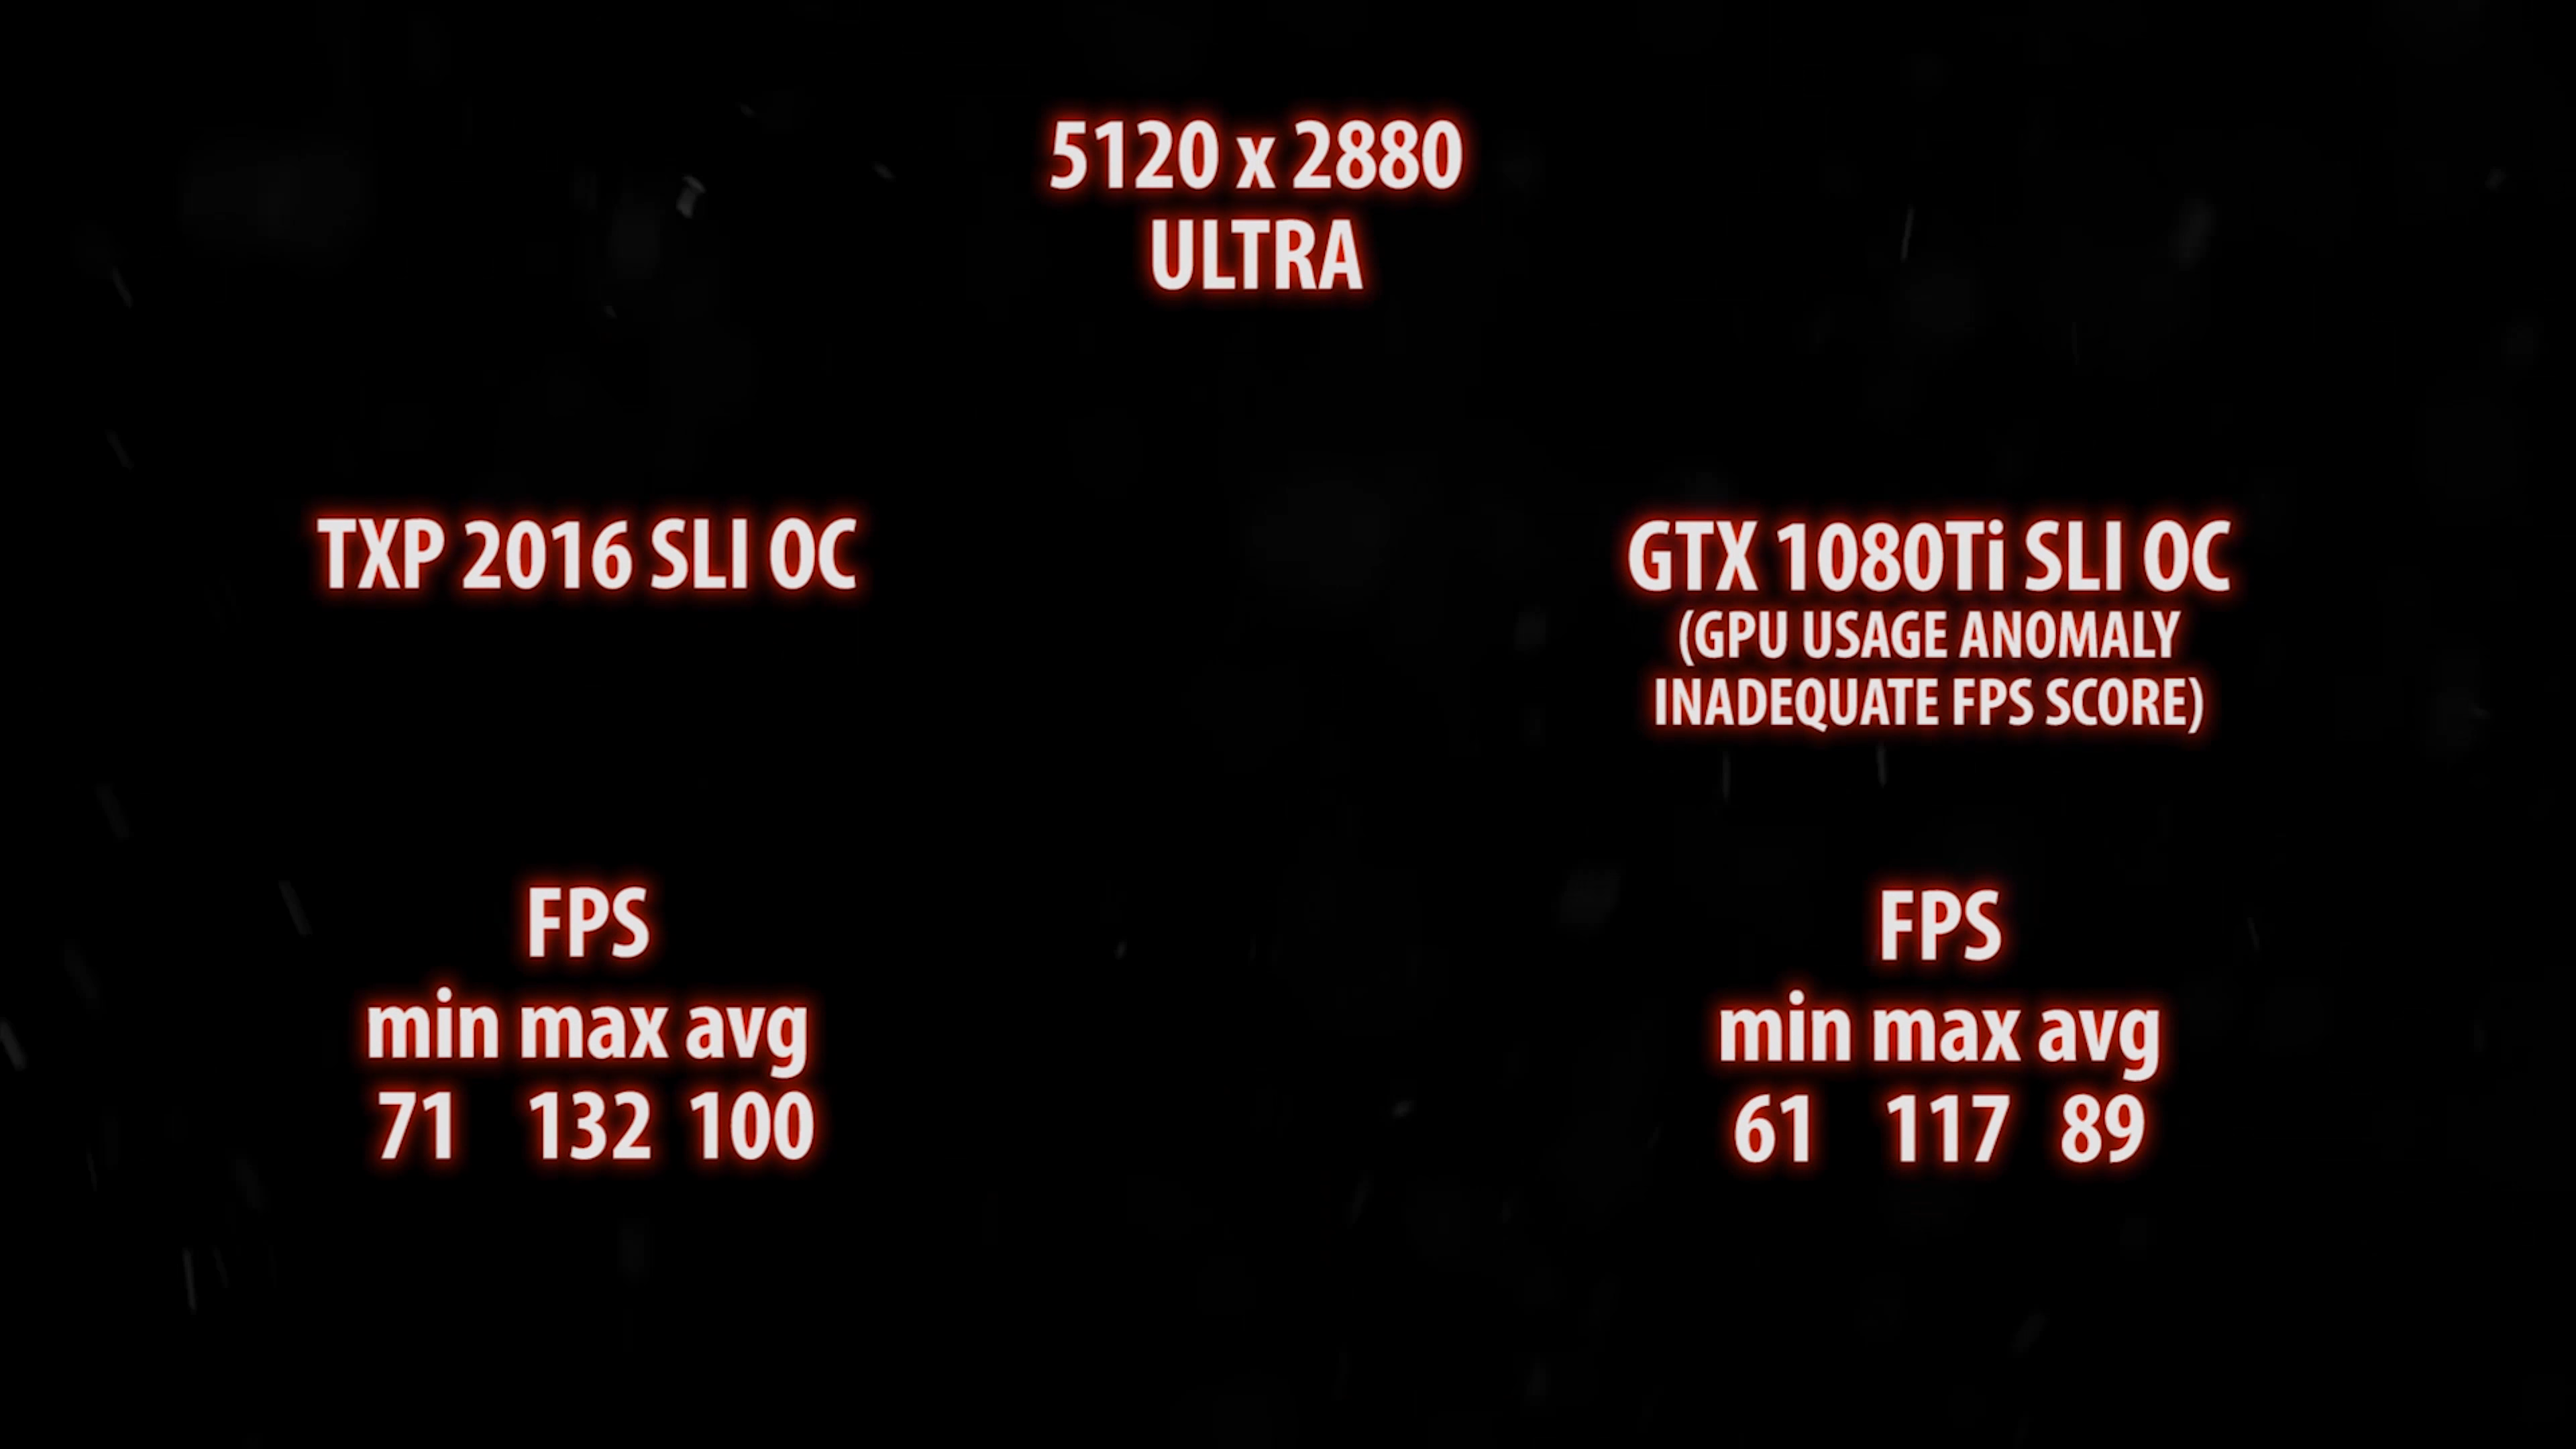 5120 x 2880
ULTRA
TXP 2016 SLI OC
GTX 1080Ti SLI OC
(GPU USAGE ANOMALY
INADEQUATE FPS SCORE)
FPS
min max avg
71 132 100
FPS
min max avg
61 117 89